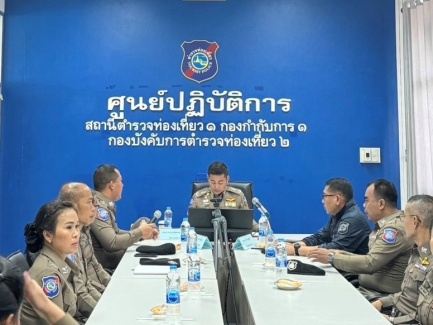 ศูนย์ปฏิบัติการ
สถานีตำรวจท่องเที่ยว ๑ กองกำกับการ ๑
กองบังคับการตำรวจท่องเที่ยว ๒